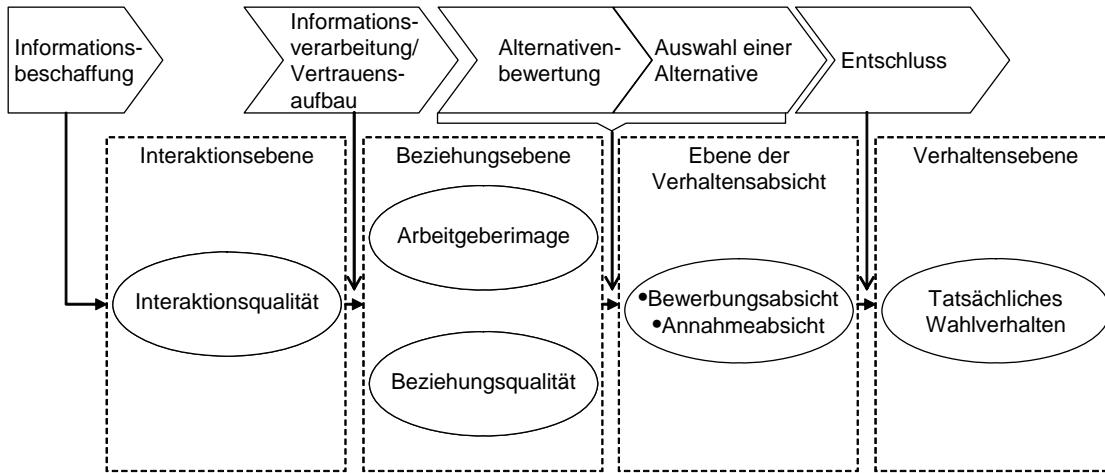 Informations-
beschaffung
Informations-
verarbeitung/
Vertrauens-
aufbau
Alternativen-
bewertung
Auswahl einer
Alternative
Entschluss
Interaktionsebene
Interaktionsqualität
Beziehungsebene
Arbeitgeberimage
Beziehungsqualität
Ebene der
Verhaltensabsicht
•Bewerbungsabsicht
•Annahmeabsicht
Verhaltensebene
Tatsächliches
Wahlverhalten